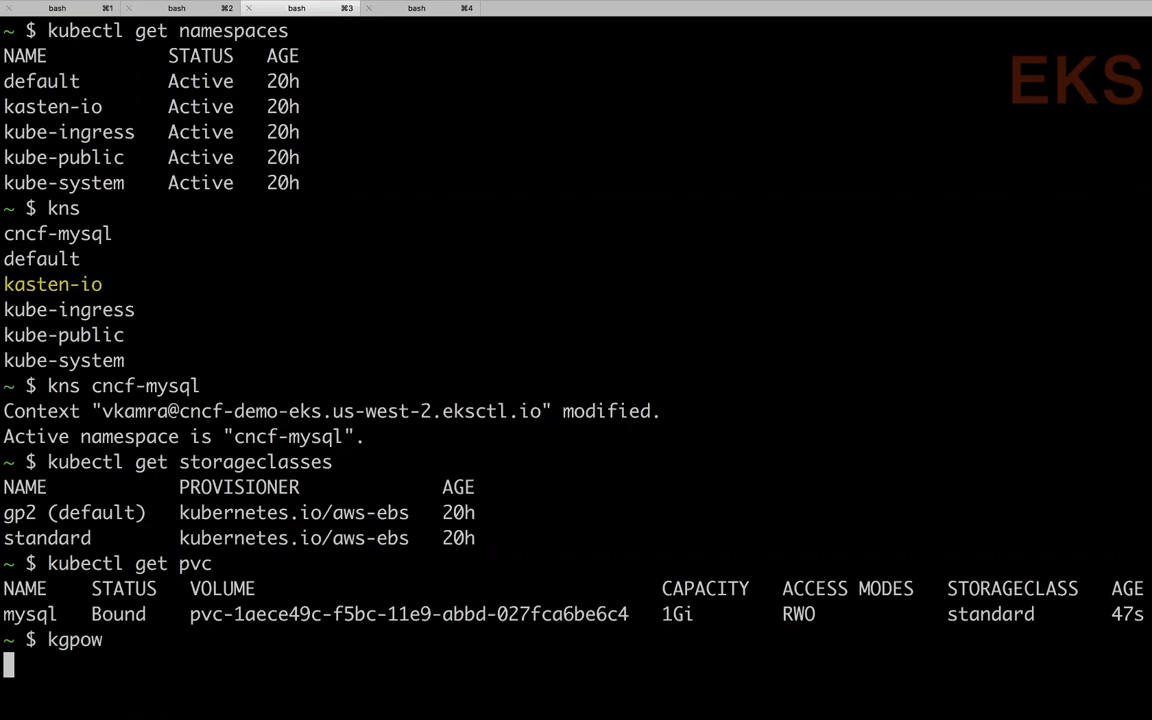 bash ⌘1 bash ⌘2 bash ⌘3 bash ⌘4
~ $ kubectl get namespaces
NAME STATUS AGE
default Active 20h
kasten-io Active 20h
kube-ingress Active 20h
kube-public Active 20h
kube-system Active 20h
EKS
~ $ kns
cncf-mysql
default
kasten-io
kube-ingress
kube-public
kube-system
~ $ kns cncf-mysql
Context "vkamra@cncf-demo-eks.us-west-2.eksctl.io" modified.
Active namespace is "cncf-mysql".
~ $ kubectl get storageclasses
NAME PROVISIONER AGE
gp2 (default) kubernetes.io/aws-ebs 20h
standard kubernetes.io/aws-ebs 20h
~ $ kubectl get pvc
NAME STATUS VOLUME CAPACITY ACCESS MODES STORAGECLASS AGE
mysql Bound pvc-1aece49c-f5bc-11e9-abbd-027fca6be6c4 1Gi RWO standard 47s
~ $ kgpow